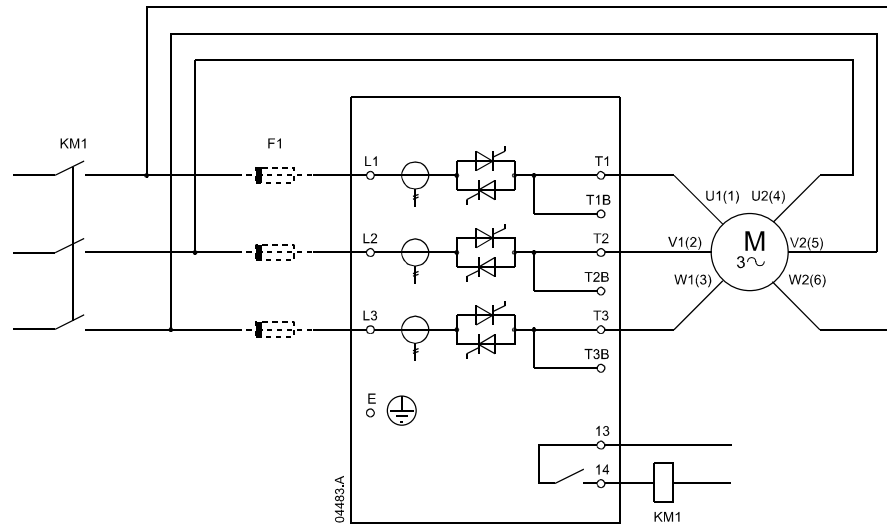 KM1
F1
L1
T1
T1B
U1(1)
U2(4)
L2
T2
T2B
V1(2)
M
3
V2(5)
W1(3)
W2(6)
L3
T3
T3B
E
13
14
KM1
04483.A